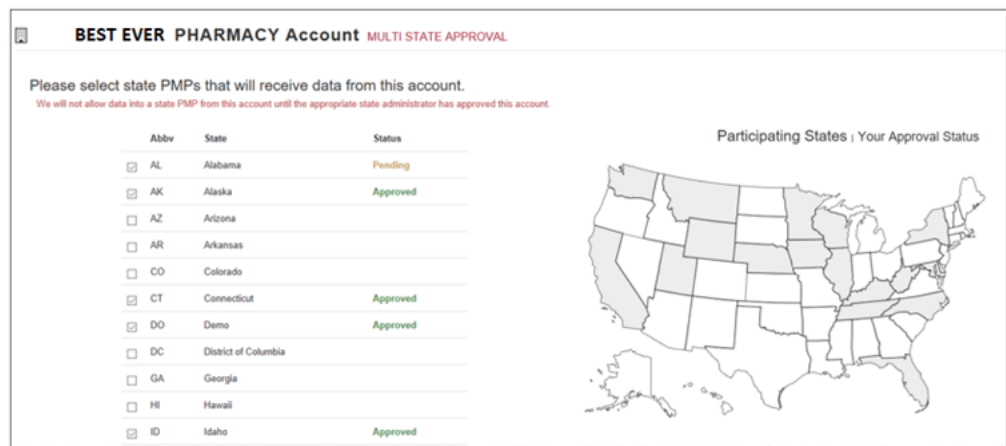 BEST EVER PHARMACY Account MULTI STATE APPROVAL
Please select state PMPs that will receive data from this account.
We will not allow data into a state PMP from this account until the appropriate state administrator has approved this account.
Abbv State Status
AL Alabama Pending
AK Alaska Approved
AZ Arizona
AR Arkansas
CO Colorado
CT Connecticut Approved
DO Demo Approved
DC District of Columbia
GA Georgia
HI Hawaii
ID Idaho Approved
Participating States | Your Approval Status